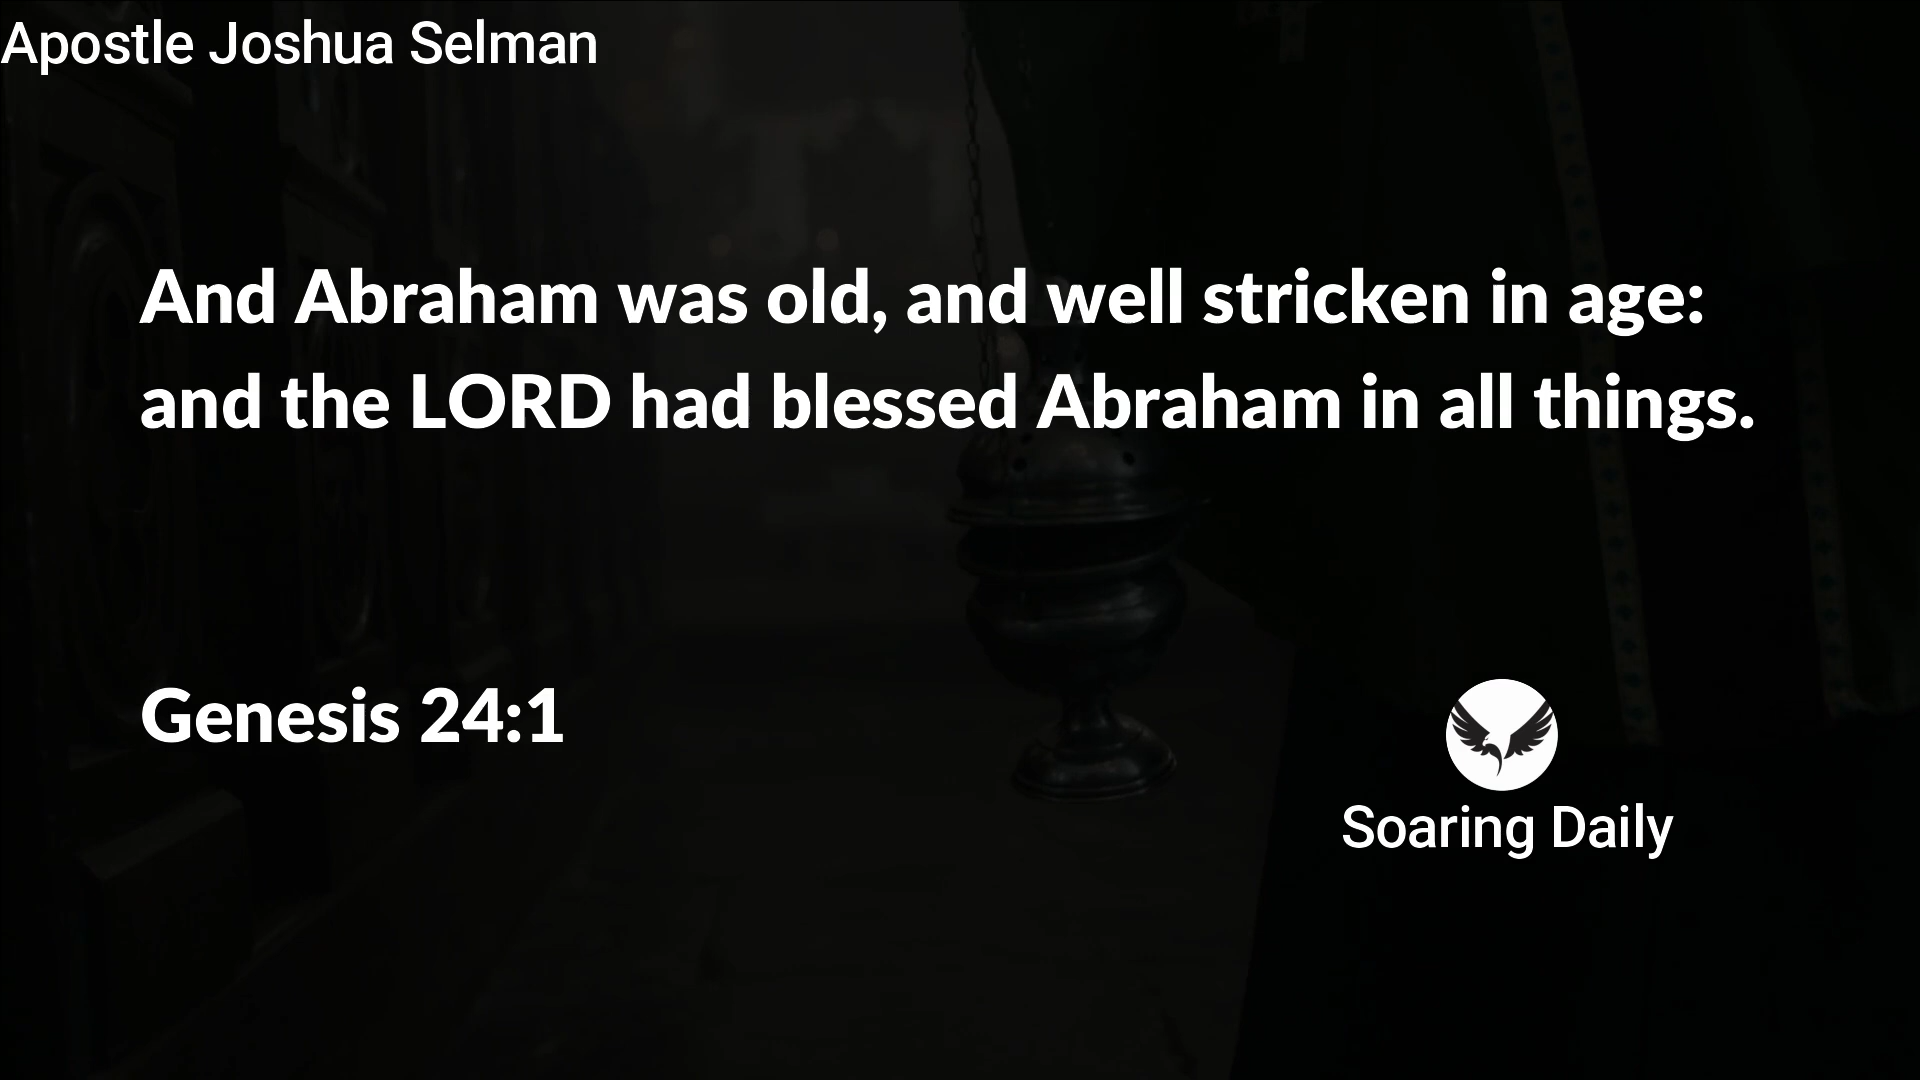 Apostle Joshua Selman
And Abraham was old, and well stricken in age:
and the LORD had blessed Abraham in all things.
Genesis 24:1
Soaring Daily